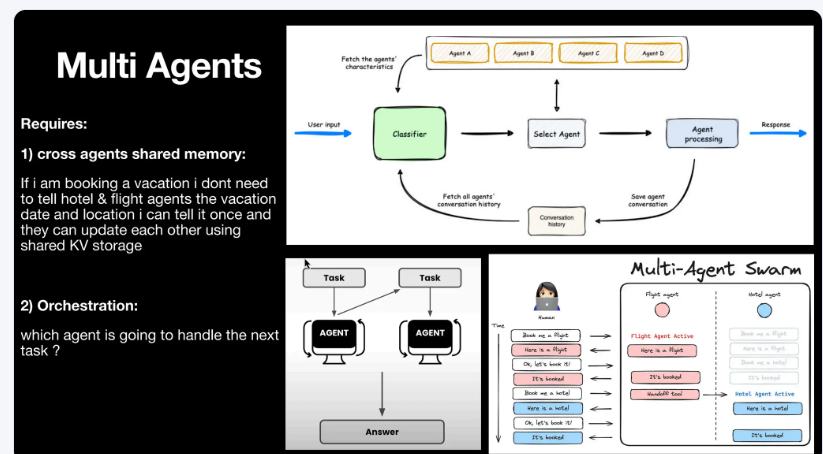 Multi Agents
Requires:
1) cross agents shared memory:
If i am booking a vacation i dont need
to tell hotel & flight agents the vacation
date and location i can tell it once and
they can update each other using
shared KV storage
2) Orchestration:
which agent is going to handle the next
task ?
Agent A
Agent B
Agent C
Agent D
Fetch the agents'
characteristics
User input
Classifier
Select Agent
Agent
processing
Response
Fetch all agents'
conversation history
Save agent
conversation
Conversation
history
Task
Task
AGENT
AGENT
Answer
Multi-Agent Swarm
Human
Time
Book me a flight
Here is a flight
Ok, let's book it!
It's booked
Book me a hotel
Here is a hotel
Ok, let's book it!
It's booked
Flight agent
Flight Agent Active
Here is a flight
It's booked
Handoff tool
Hotel agent
Book me a flight
Here is a flight
Book me a hotel
It's booked
Hotel Agent Active
Here is a hotel
It's booked